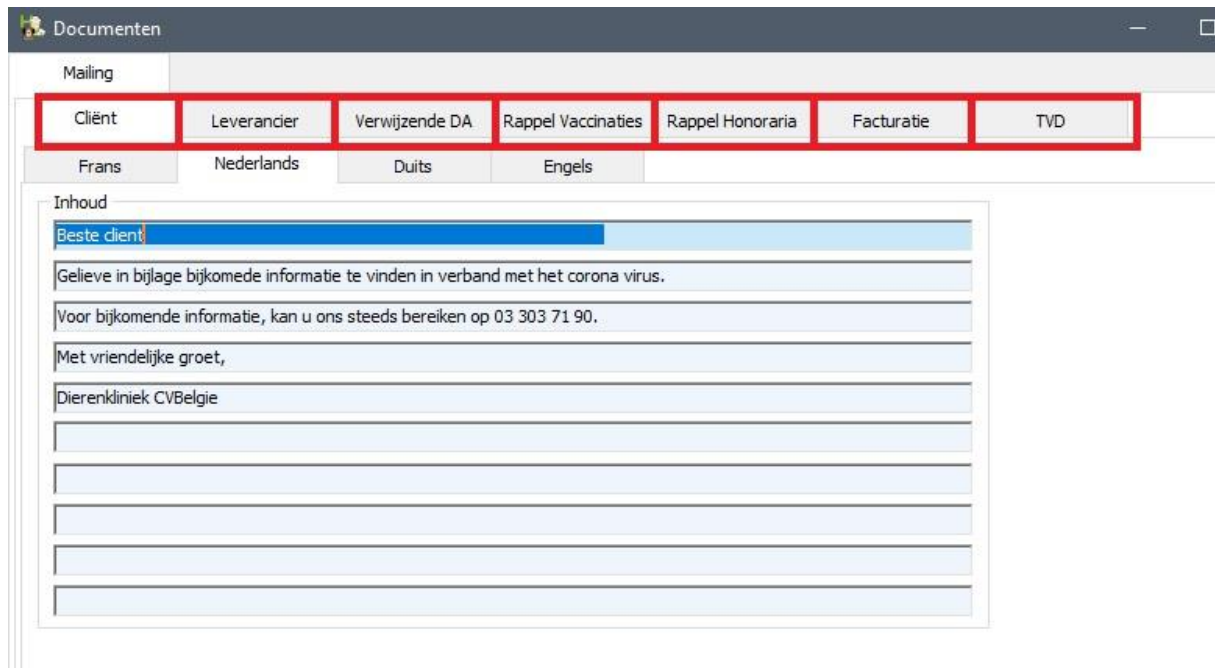 Documenten
Mailing
Cliënt Leverancier Verwijzende DA Rappel Vaccinaties Rappel Honoraria Facturatie TVD
Frans Nederlands Duits Engels
Inhoud
Beste client
Gelieve in bijlage bijkomede informatie te vinden in verband met het corona virus.
Voor bijkomende informatie, kan u ons steeds bereiken op 03 303 71 90.
Met vriendelijke groet,
Dierenkliniek CVBelgie